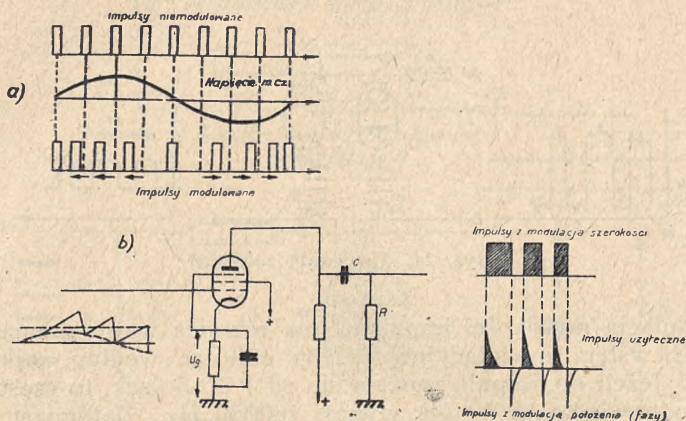 Impulsy niemodulowane
a)
Napięcie m.cz.
Impulsy modulowane
b)
C
R
Ug
+
+
Impulsy z modulacją szerokości
Impulsy użyteczne
Impulsy z modulacją położenia (fazy)